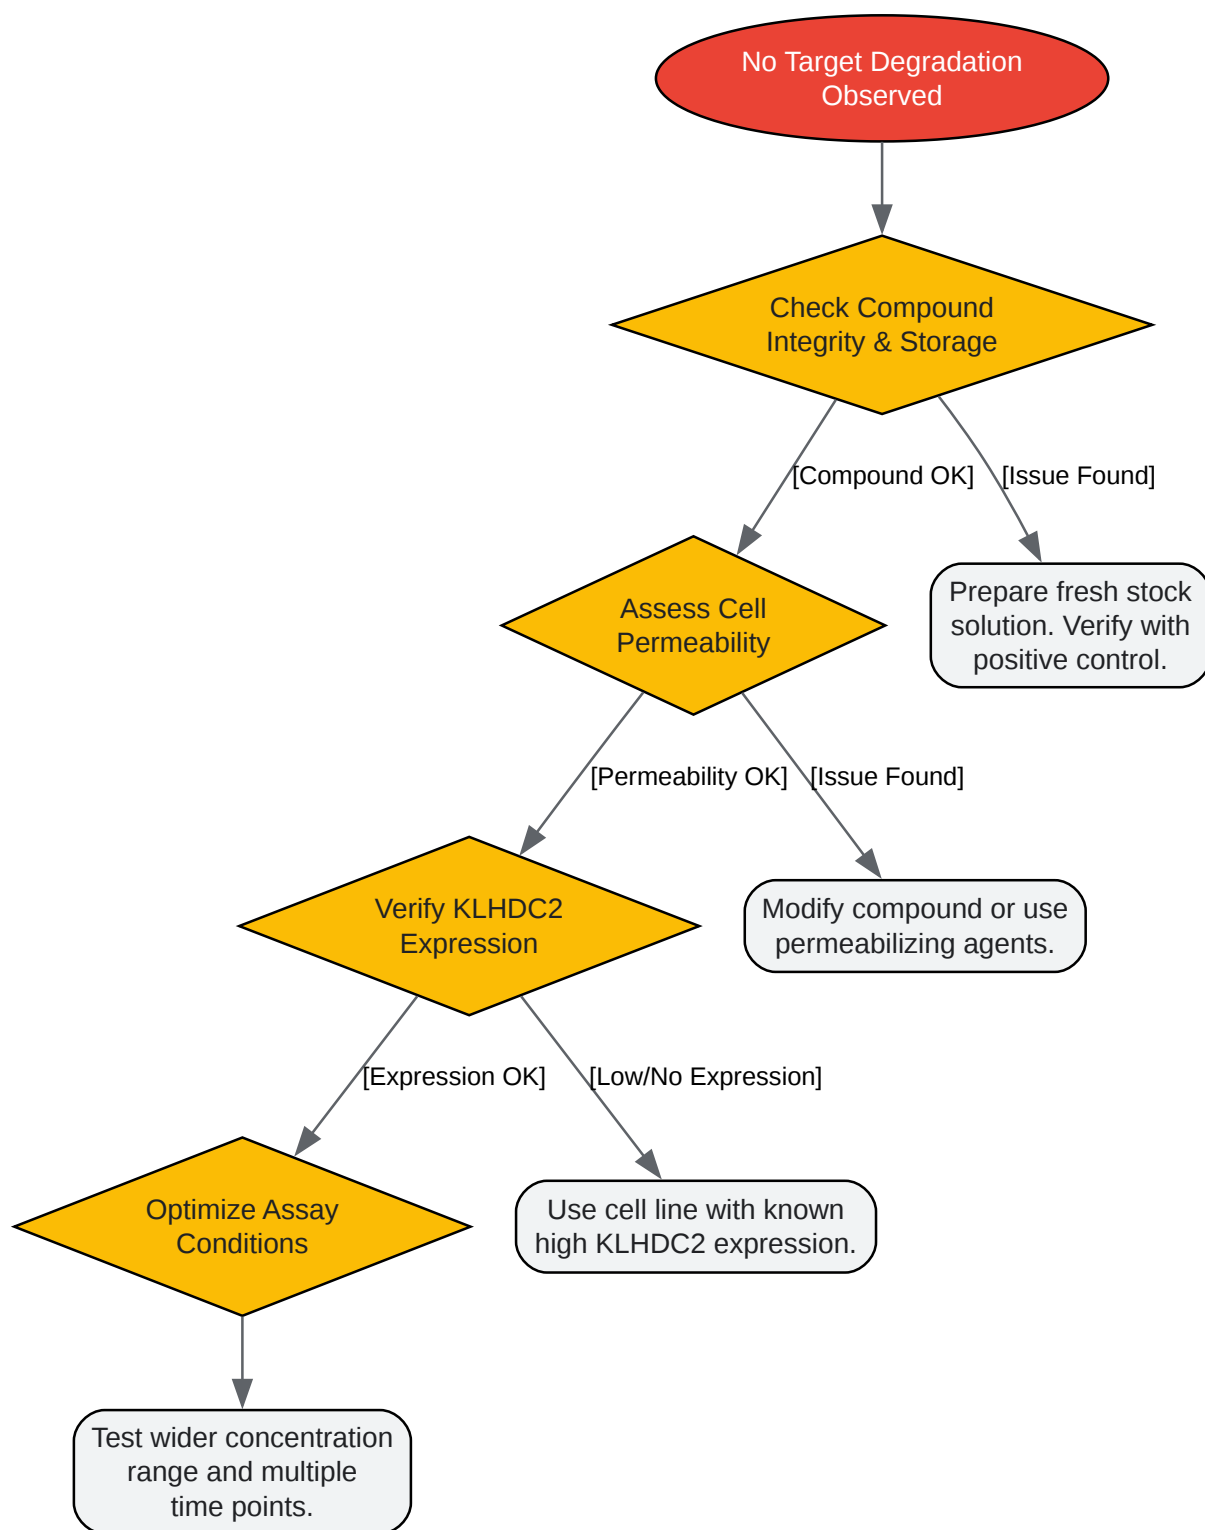 No Target Degradation
Observed
Check Compound
Integrity & Storage
[Compound OK]
[Issue Found]
Assess Cell
Permeability
Prepare fresh stock
solution. Verify with
positive control.
[Permeability OK]
[Issue Found]
Verify KLHDC2
Expression
Modify compound or use
permeabilizing agents.
[Expression OK]
[Low/No Expression]
Optimize Assay
Conditions
Use cell line with known
high KLHDC2 expression.
Test wider concentration
range and multiple
time points.